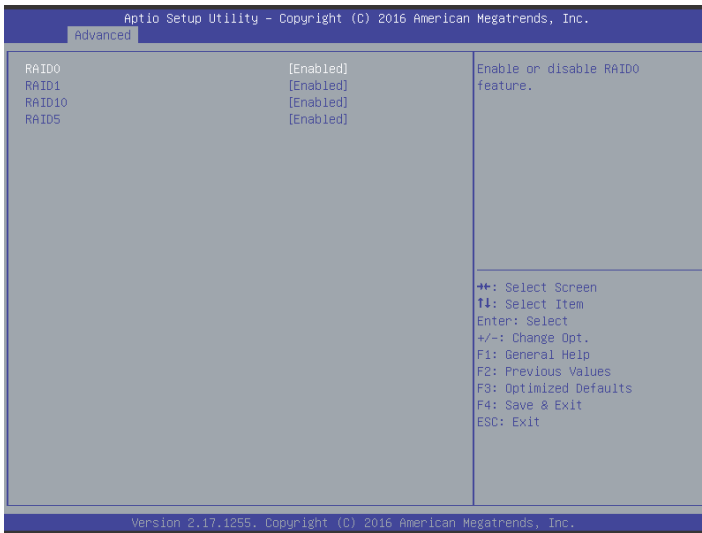 Aptio Setup Utility – Copyright (C) 2016 American Megatrends, Inc.
Advanced
RAID0 [Enabled]
RAID1 [Enabled]
RAID10 [Enabled]
RAID5 [Enabled]
Enable or disable RAID0
feature.
→←: Select Screen
↑↓: Select Item
Enter: Select
+/-: Change Opt.
F1: General Help
F2: Previous Values
F3: Optimized Defaults
F4: Save & Exit
ESC: Exit
Version 2.17.1255. Copyright (C) 2016 American Megatrends, Inc.